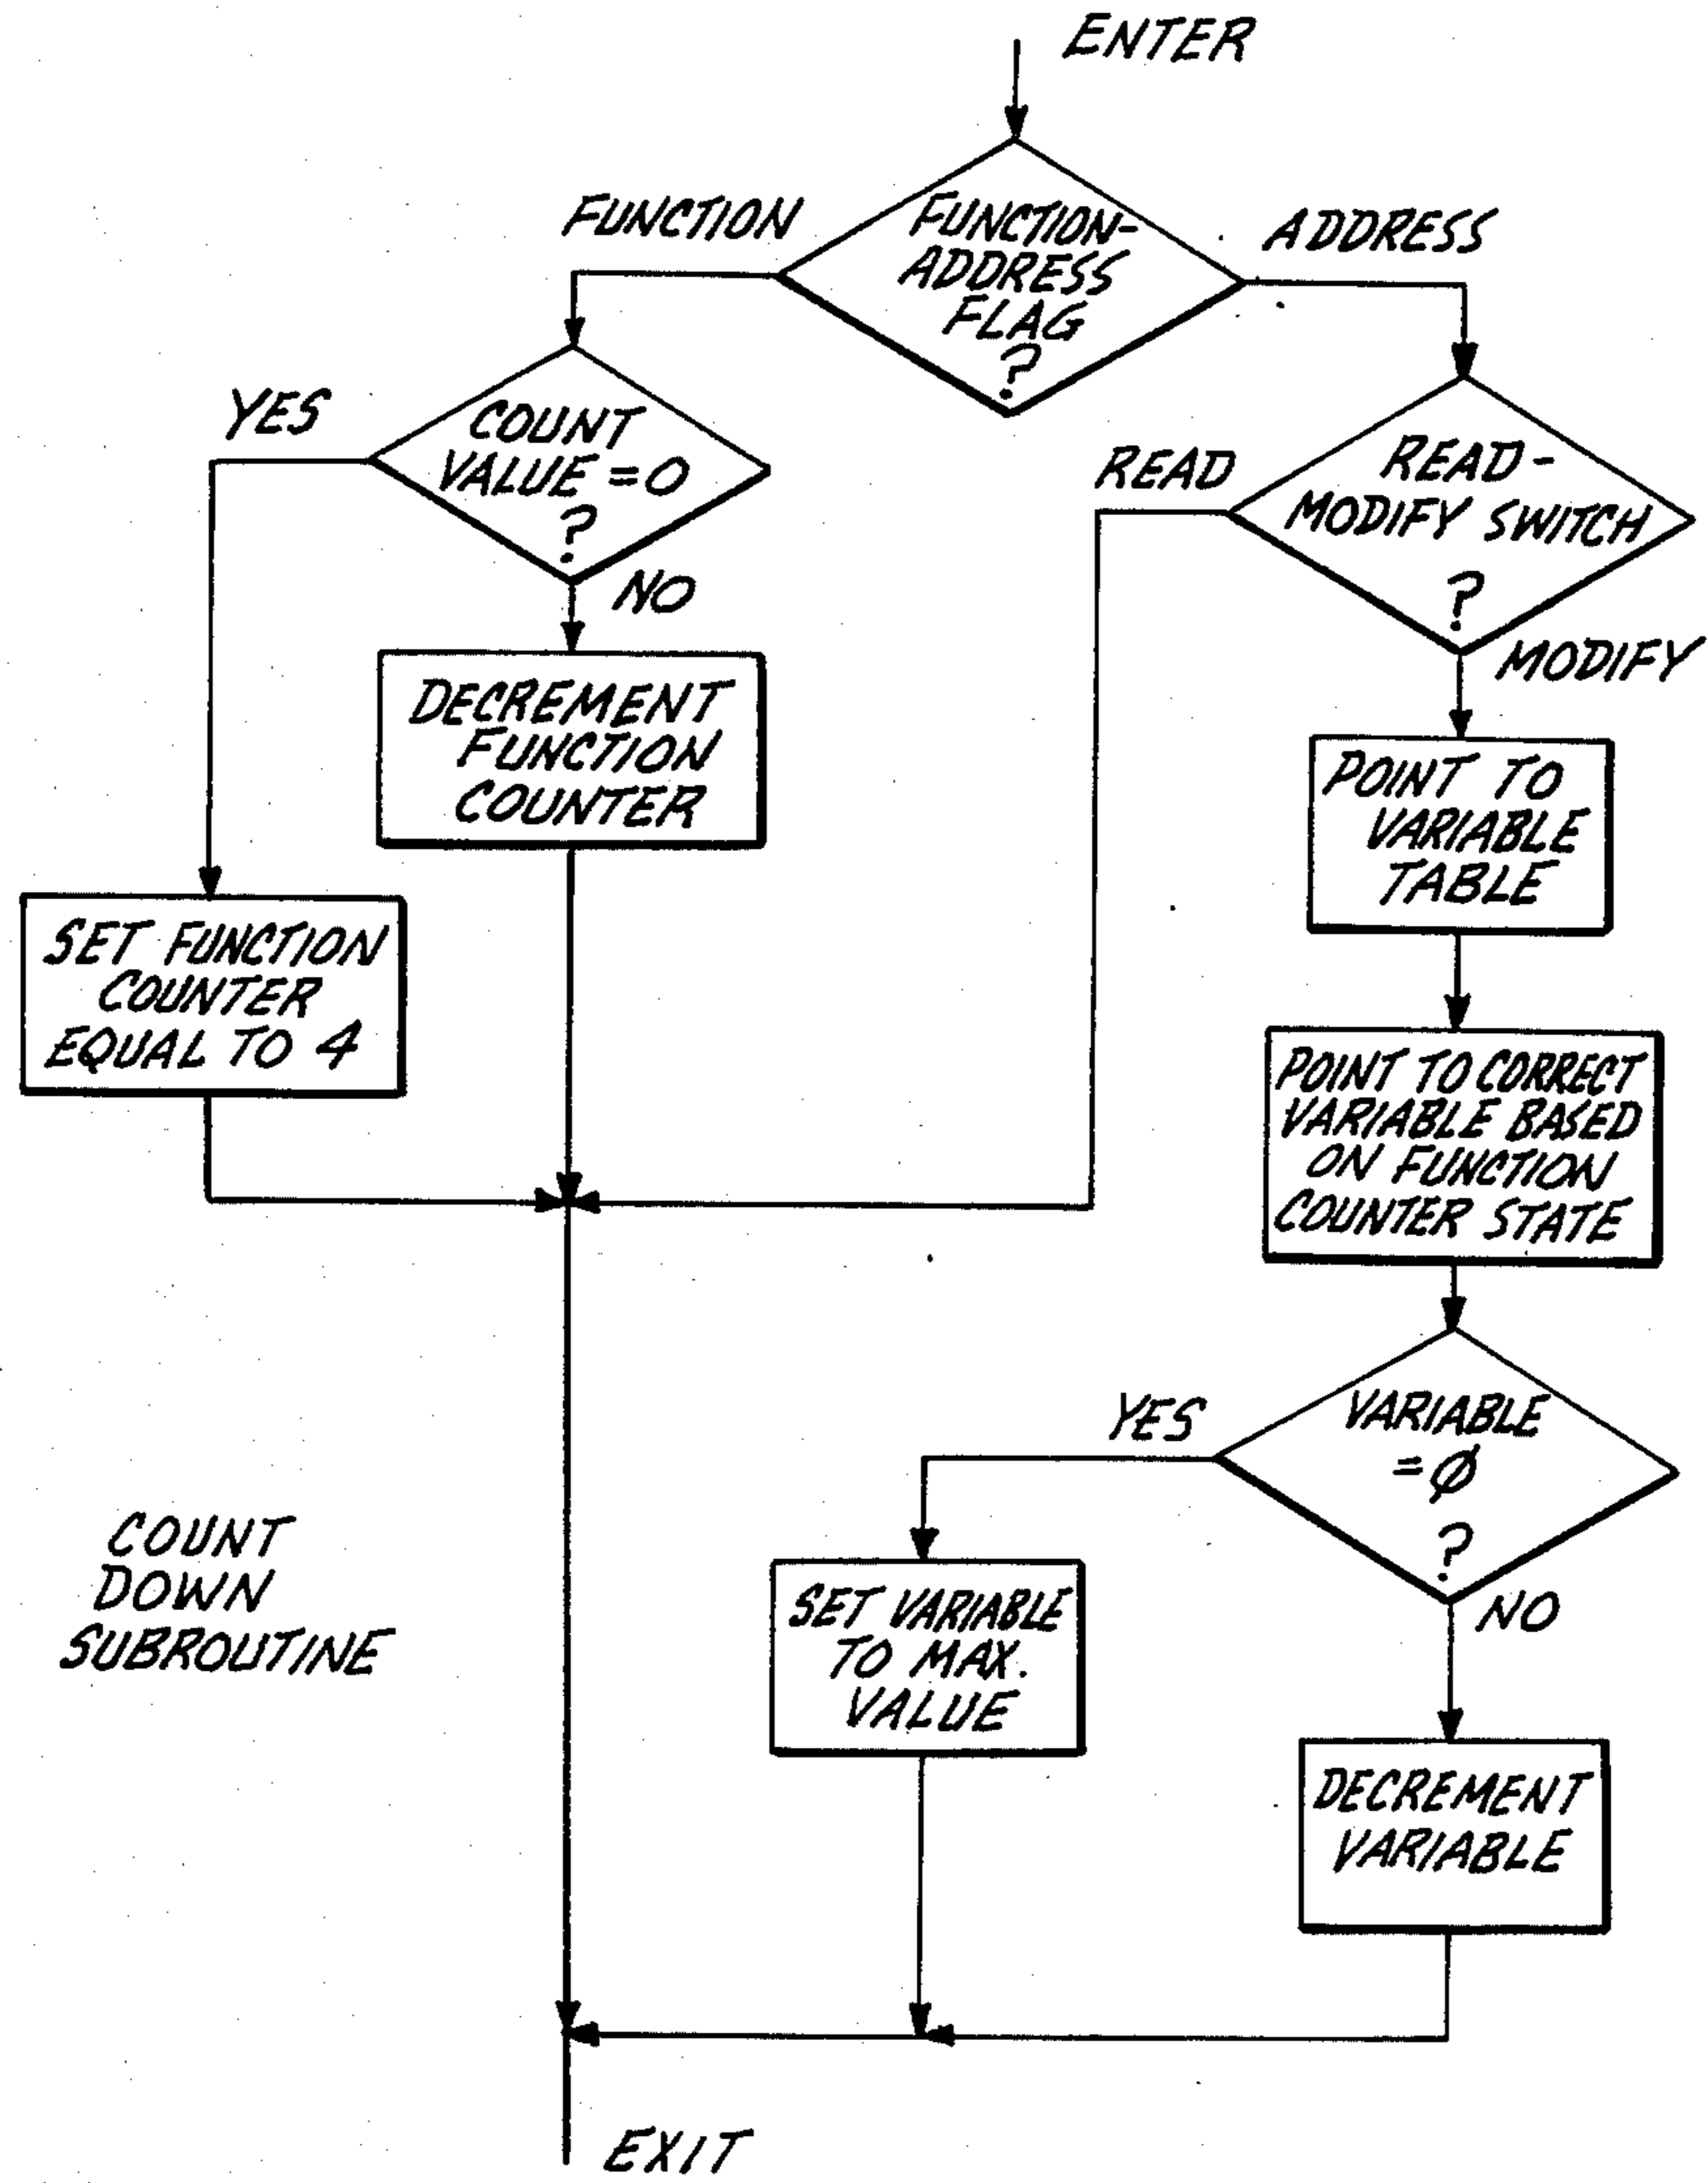 ENTER
FUNCTION
FUNCTION-
ADDRESS
FLAG
?
ADDRESS
YES
COUNT
VALUE = 0
?
NO
READ
READ-
MODIFY SWITCH
?
MODIFY
DECREMENT
FUNCTION
COUNTER
POINT TO
VARIABLE
TABLE
SET FUNCTION
COUNTER
EQUAL TO 4
POINT TO CORRECT
VARIABLE BASED
ON FUNCTION
COUNTER STATE
YES
VARIABLE
= Ø
?
NO
COUNT
DOWN
SUBROUTINE
SET VARIABLE
TO MAX.
VALUE
DECREMENT
VARIABLE
EXIT